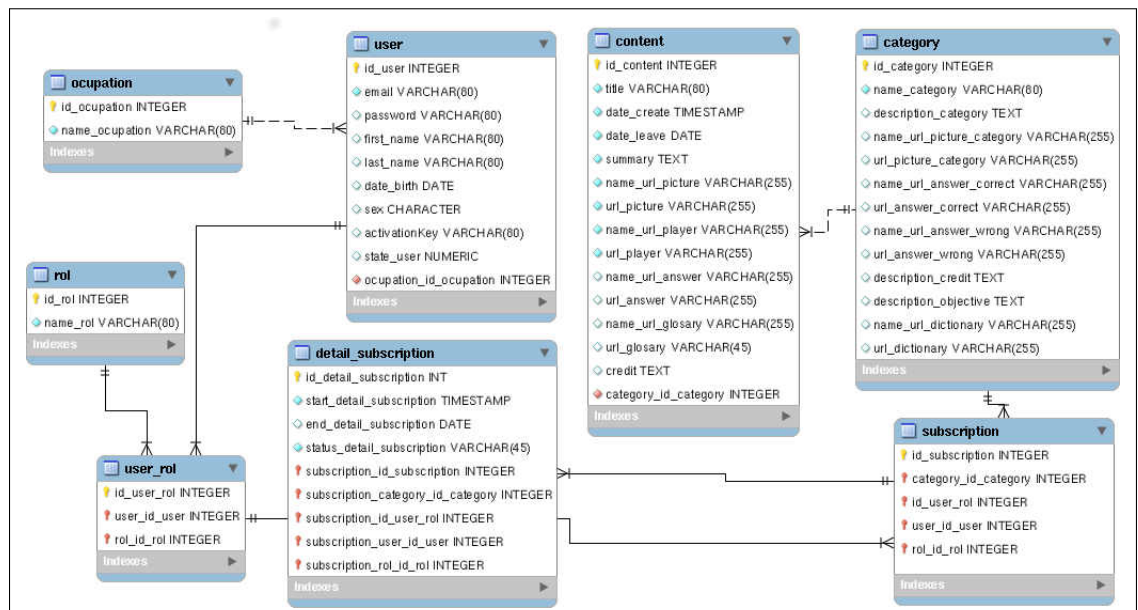 ocupation
id_ocupation INTEGER
name_ocupation VARCHAR(80)
Indexes
user
id_user INTEGER
email VARCHAR(80)
password VARCHAR(80)
first_name VARCHAR(80)
last_name VARCHAR(80)
date_birth DATE
sex CHARACTER
activationKey VARCHAR(80)
state_user NUMERIC
ocupation_id_ocupation INTEGER
Indexes
content
id_content INTEGER
title VARCHAR(80)
date_create TIMESTAMP
date_leave DATE
summary TEXT
name_url_picture VARCHAR(255)
url_picture VARCHAR(255)
name_url_player VARCHAR(255)
url_player VARCHAR(255)
name_url_answer VARCHAR(255)
url_answer VARCHAR(255)
name_url_glosary VARCHAR(255)
url_glosary VARCHAR(45)
credit TEXT
category_id_category INTEGER
Indexes
category
id_category INTEGER
name_category VARCHAR(80)
description_category TEXT
name_url_picture_category VARCHAR(255)
url_picture_category VARCHAR(255)
name_url_answer_correct VARCHAR(255)
url_answer_correct VARCHAR(255)
name_url_answer_wrong VARCHAR(255)
url_answer_wrong VARCHAR(255)
description_credit TEXT
description_objective TEXT
name_url_dictionary VARCHAR(255)
url_dictionary VARCHAR(255)
Indexes
rol
id_rol INTEGER
name_rol VARCHAR(80)
Indexes
detail_subscription
id_detail_subscription INT
start_detail_subscription TIMESTAMP
end_detail_subscription DATE
status_detail_subscription VARCHAR(45)
subscription_id_subscription INTEGER
subscription_category_id_category INTEGER
subscription_id_user_rol INTEGER
subscription_user_id_user INTEGER
subscription_rol_id_rol INTEGER
Indexes
user_rol
id_user_rol INTEGER
user_id_user INTEGER
rol_id_rol INTEGER
Indexes
subscription
id_subscription INTEGER
category_id_category INTEGER
id_user_rol INTEGER
user_id_user INTEGER
rol_id_rol INTEGER
Indexes